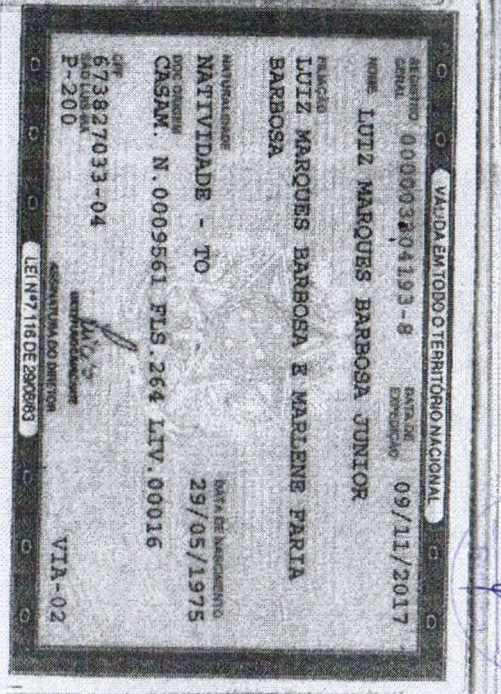 VÁLIDA EM TODO O TERRITÓRIO NACIONAL
REGISTRO GERAL 4193-8 DATA DE EXPEDIÇÃO 09/11/2017
NOME LUIZ MARQUES BARBOSA JUNIOR
FILIAÇÃO
LUIZ MARQUES BARBOSA E MARLENE FARIA
BARBOSA
NATURALIDADE DATA DE NASCIMENTO
NATIVIDADE - TO 29/05/1975
DOC ORIGEM
CASAM. N.0009561 FLS.264 LIV.00016
CPF
673827033-04
P-200 VIA-02
ASSINATURA DO DIRETOR
LEI Nº 7.116 DE 29/08/83